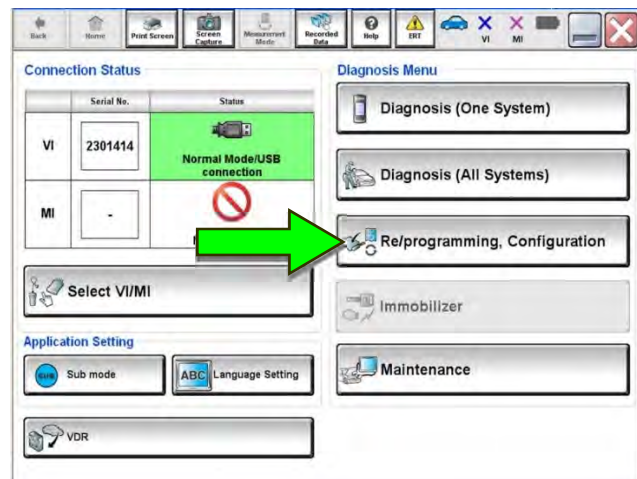 Back
Home
Print Screen
Screen
Capture
Measurement
Mode
Recorded
Data
Help
ERT
VI
MI
Connection Status
Serial No.
Status
VI
2301414
Normal Mode/USB
connection
MI
-
Select VI/MI
Application Setting
SUB
Sub mode
ABC
Language Setting
VDR
Diagnosis Menu
Diagnosis (One System)
Diagnosis (All Systems)
Re/programming, Configuration
Immobilizer
Maintenance